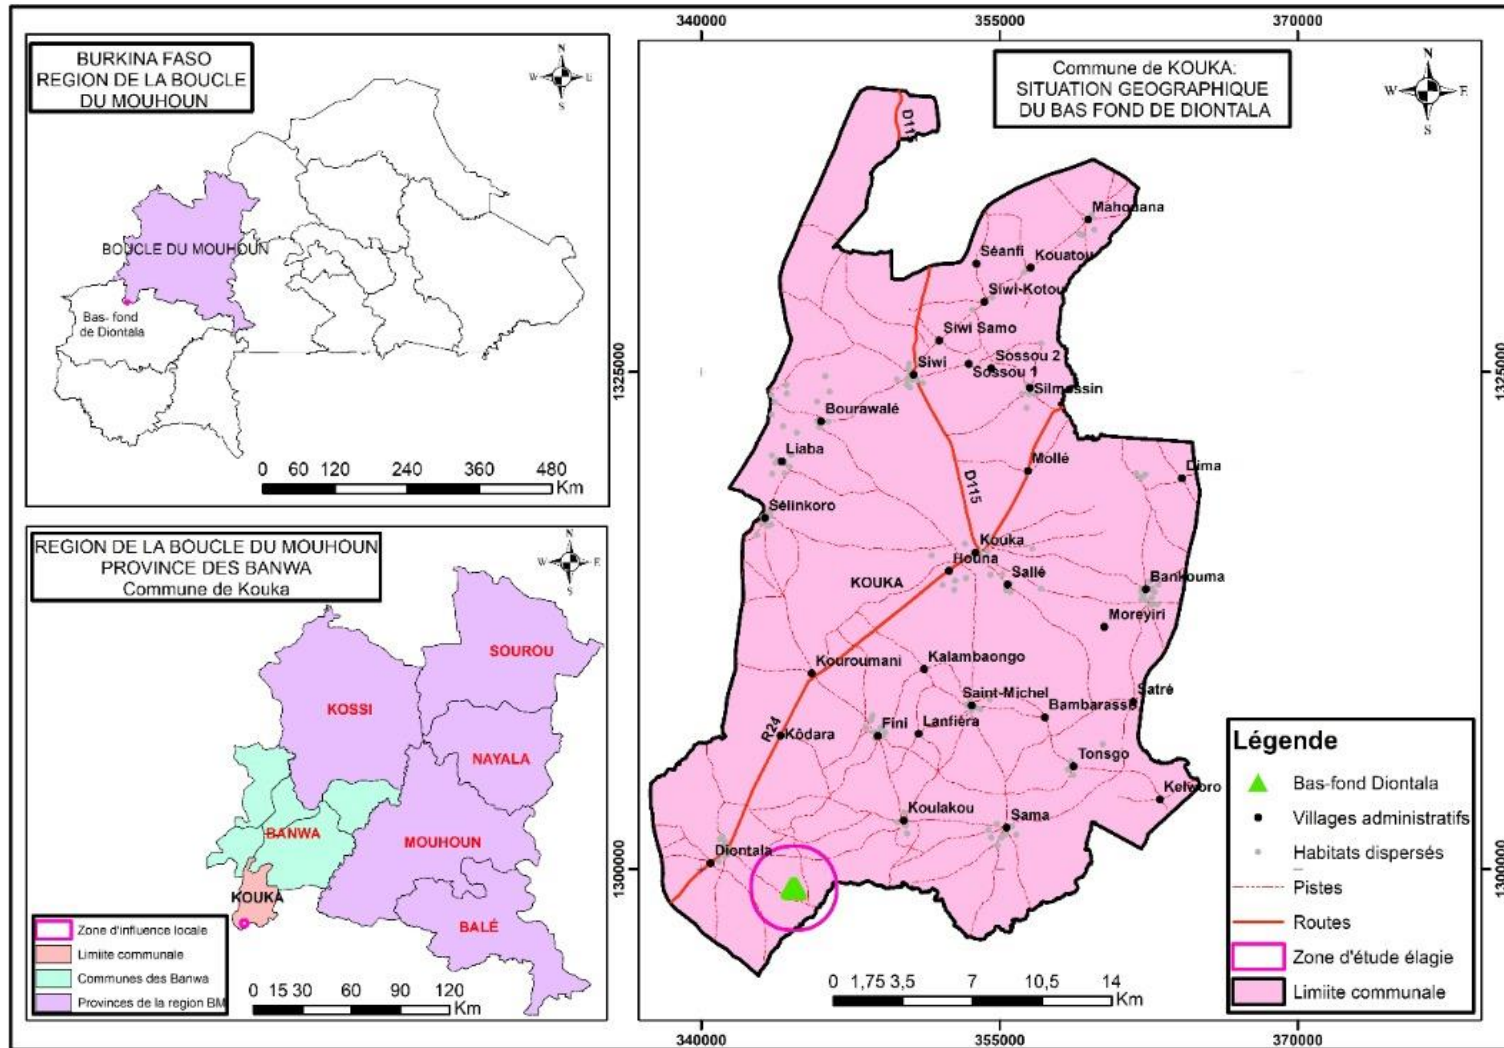 340000
355000
370000
BURKINA FASO
REGION DE LA BOUCLE
DU MOUHOUN
N
W
E
S
BOUCLE DU MOUHOUN
Bas- fond
de Diontala
0 60 120 240 360 480
Km
REGION DE LA BOUCLE DU MOUHOUN
PROVINCE DES BANWA
Commune de Kouka
N
W
E
S
SOUROU
KOSSI
NAYALA
BANWA
MOUHOUN
KOUKA
BALÉ
Zone d'influence locale
Limiite communale
Communes des Banwa
Provinces de la region BM
0 15 30 60 90 120
Km
Commune de KOUKA:
SITUATION GEOGRAPHIQUE
DU BAS FOND DE DIONTALA
N
W
E
S
D115
Mahouana
Séanfi
Kouatou
Siwi-Kotou
Siwi Samo
Sossou 2
Siwi
Sossou 1
Silmissin
1325000
1325000
Bourawalé
Liaba
Mollé
Dima
D115
Sélinkoro
Kouka
Houna
KOUKA
Sallé
Bankouma
Moreyiri
Kouroumani
Kalambaongo
Saint-Michel
Satré
Bambarasso
R24
Kôdara
Fini
Lanfiéra
Tonsgo
Kelworo
Koulakou
Sama
Diontala
1300000
1300000
Légende
Bas-fond Diontala
Villages administratifs
Habitats dispersés
Pistes
Routes
Zone d'étude élagie
Limiite communale
0 1,75 3,5 7 10,5 14
Km
340000
355000
370000